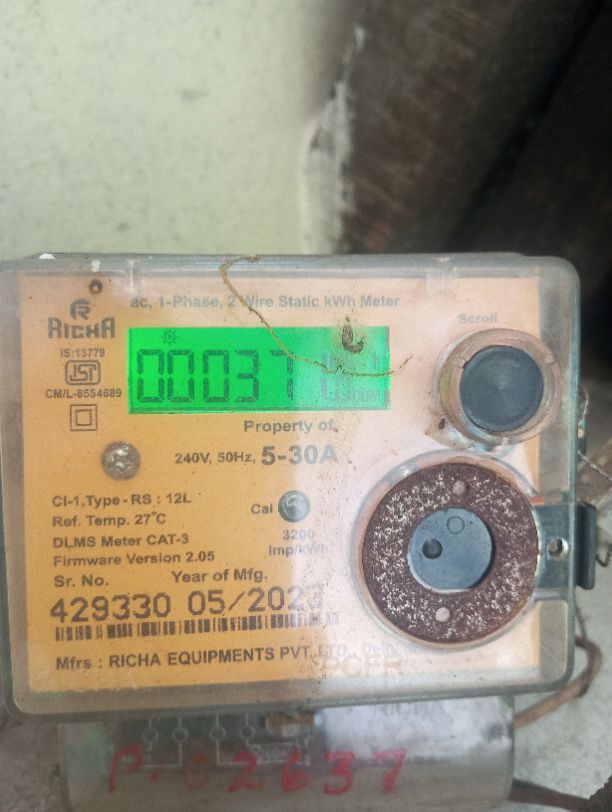 ac, 1-Phase, 2 Wire Static kWh Meter
RICHA
IS:13779
ISI
CM/L-8554689
Scroll
Property of
240V, 50Hz, 5-30A
Cl-1,Type - RS : 12L
Ref. Temp. 27°C
DLMS Meter CAT-3
Firmware Version 2.05
Cal
3200
Imp/kWh
Sr. No. Year of Mfg.
429330 05/2023
Mfrs : RICHA EQUIPMENTS PVT. LTD.
P.02637